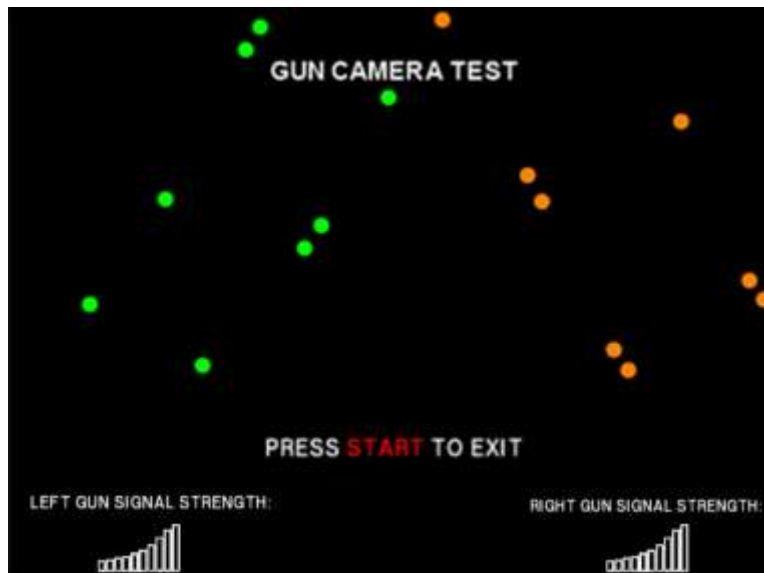 GUN CAMERA TEST
PRESS START TO EXIT
LEFT GUN SIGNAL STRENGTH:
RIGHT GUN SIGNAL STRENGTH: